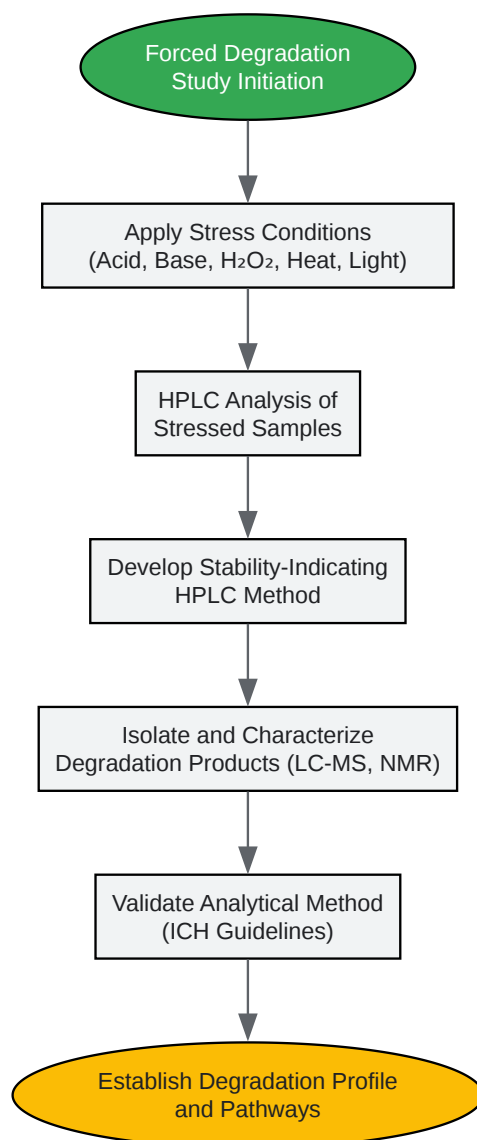 Forced Degradation
Study Initiation
Apply Stress Conditions
(Acid, Base, H₂O₂, Heat, Light)
HPLC Analysis of
Stressed Samples
Develop Stability-Indicating
HPLC Method
Isolate and Characterize
Degradation Products (LC-MS, NMR)
Validate Analytical Method
(ICH Guidelines)
Establish Degradation Profile
and Pathways